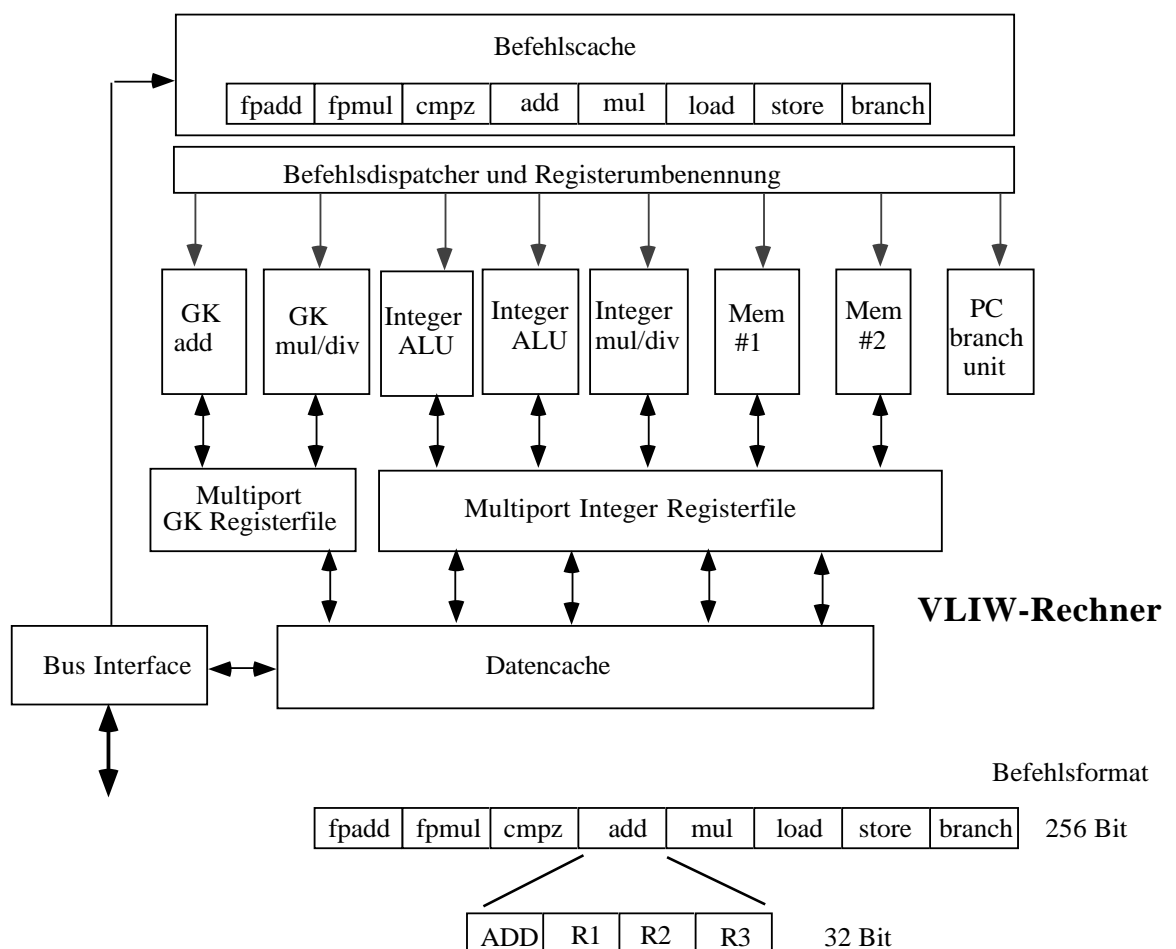 Befehlscache
fpadd fpmul cmpz add mul load store branch
Befehlsdispatcher und Registerumbenennung
GK add
GK mul/div
Integer ALU
Integer ALU
Integer mul/div
Mem #1
Mem #2
PC branch unit
Multiport
GK Registerfile
Multiport Integer Registerfile
VLIW-Rechner
Bus Interface
Datencache
Befehlsformat
fpadd fpmul cmpz add mul load store branch 256 Bit
ADD R1 R2 R3 32 Bit